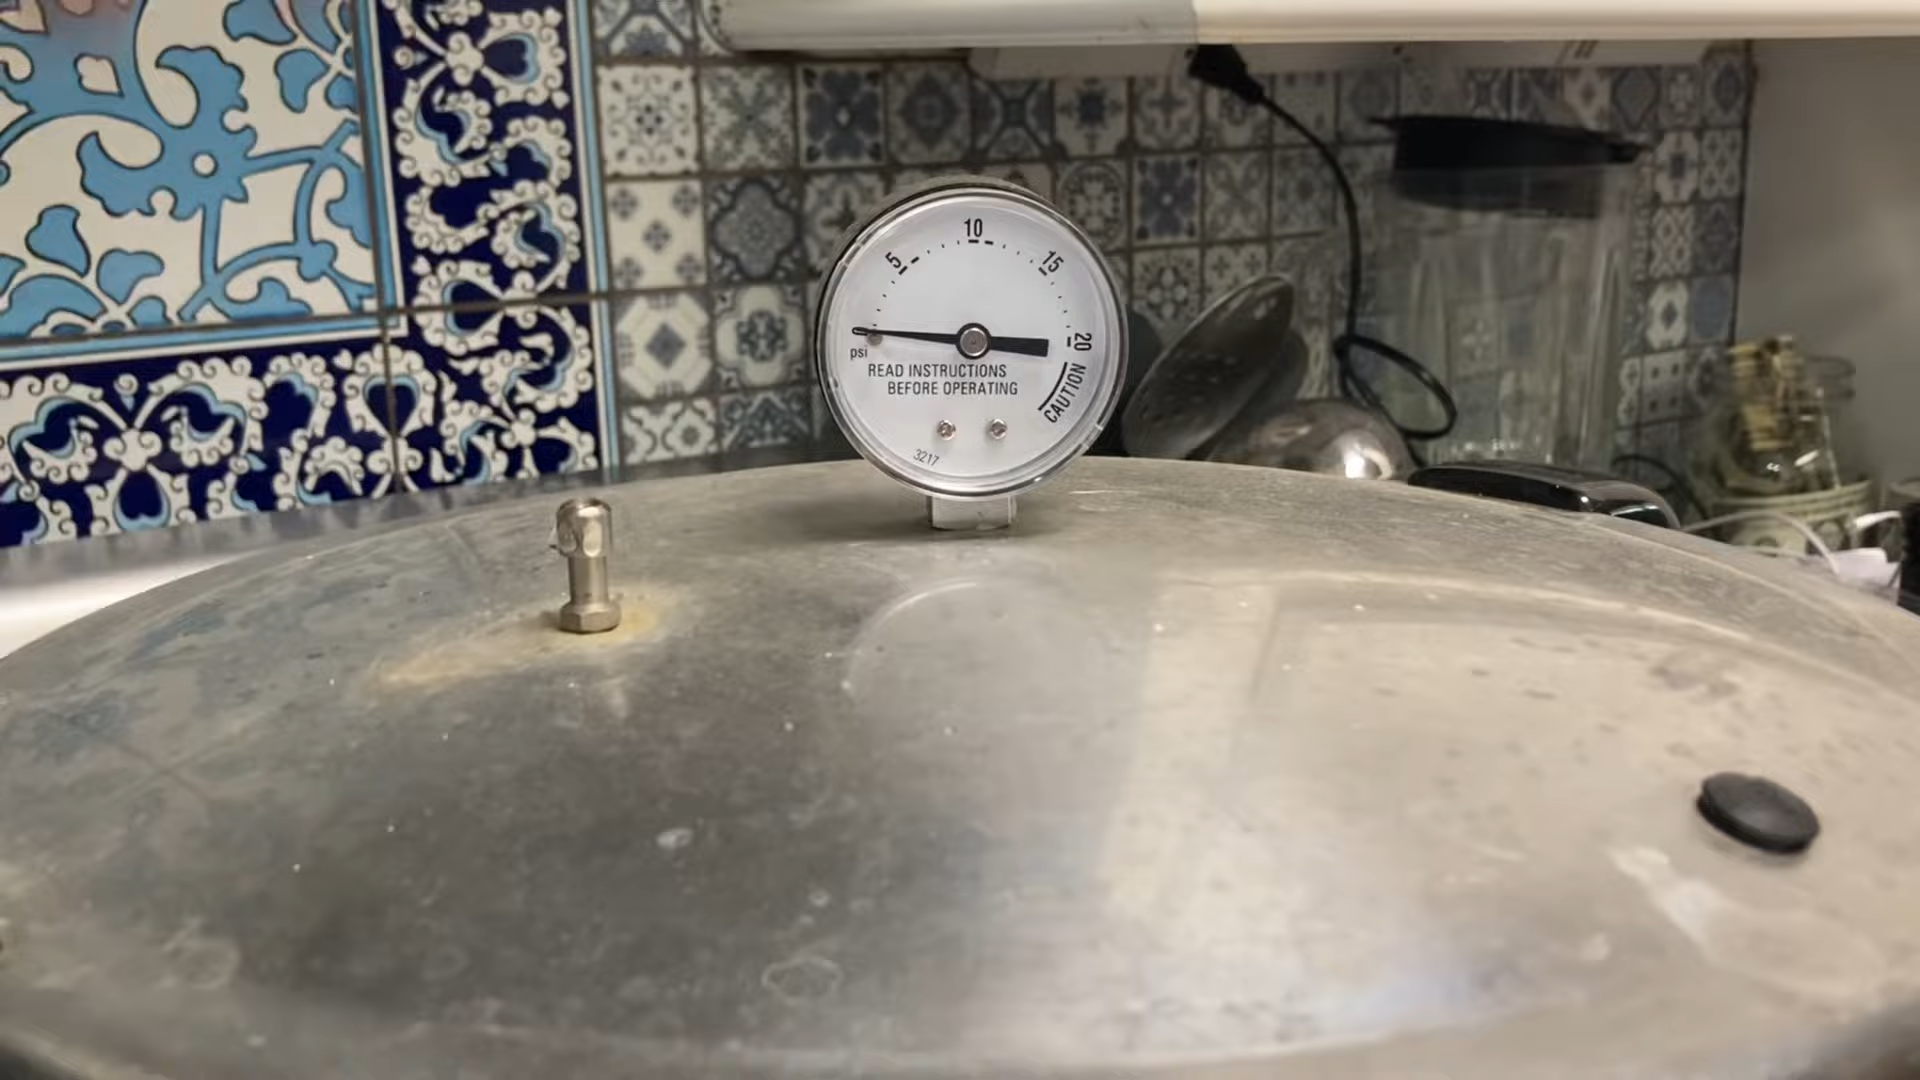 10
5
15
20
psi
READ INSTRUCTIONS
BEFORE OPERATING
CAUTION
3217